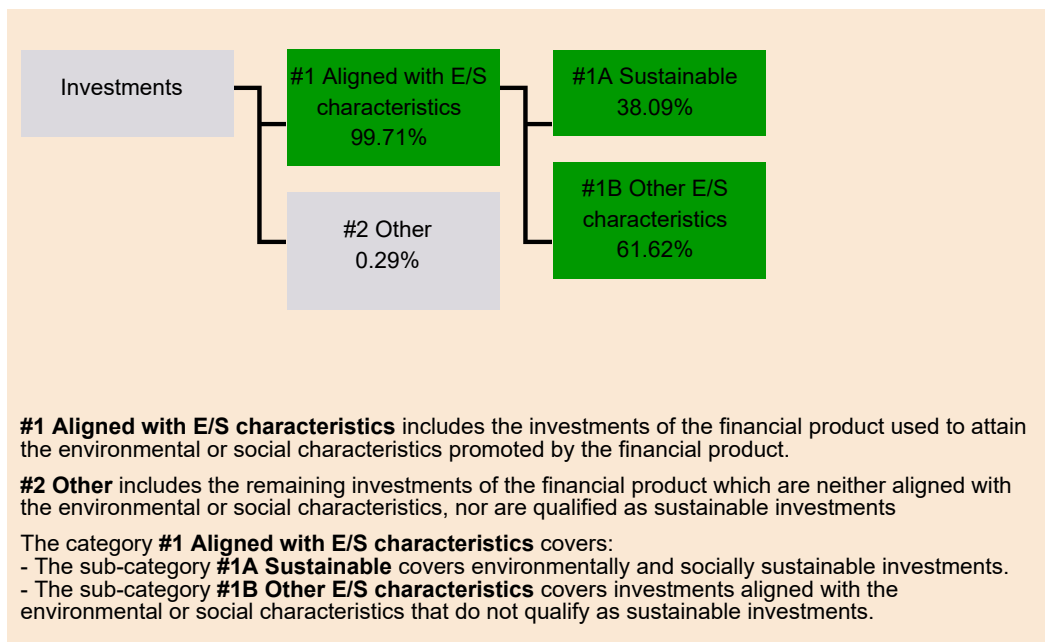 Investments
#1 Aligned with E/S
characteristics
99.71%
#2 Other
0.29%
#1A Sustainable
38.09%
#1B Other E/S
characteristics
61.62%
#1 Aligned with E/S characteristics includes the investments of the financial product used to attain
the environmental or social characteristics promoted by the financial product.
#2 Other includes the remaining investments of the financial product which are neither aligned with
the environmental or social characteristics, nor are qualified as sustainable investments
The category #1 Aligned with E/S characteristics covers:
- The sub-category #1A Sustainable covers environmentally and socially sustainable investments.
- The sub-category #1B Other E/S characteristics covers investments aligned with the
environmental or social characteristics that do not qualify as sustainable investments.